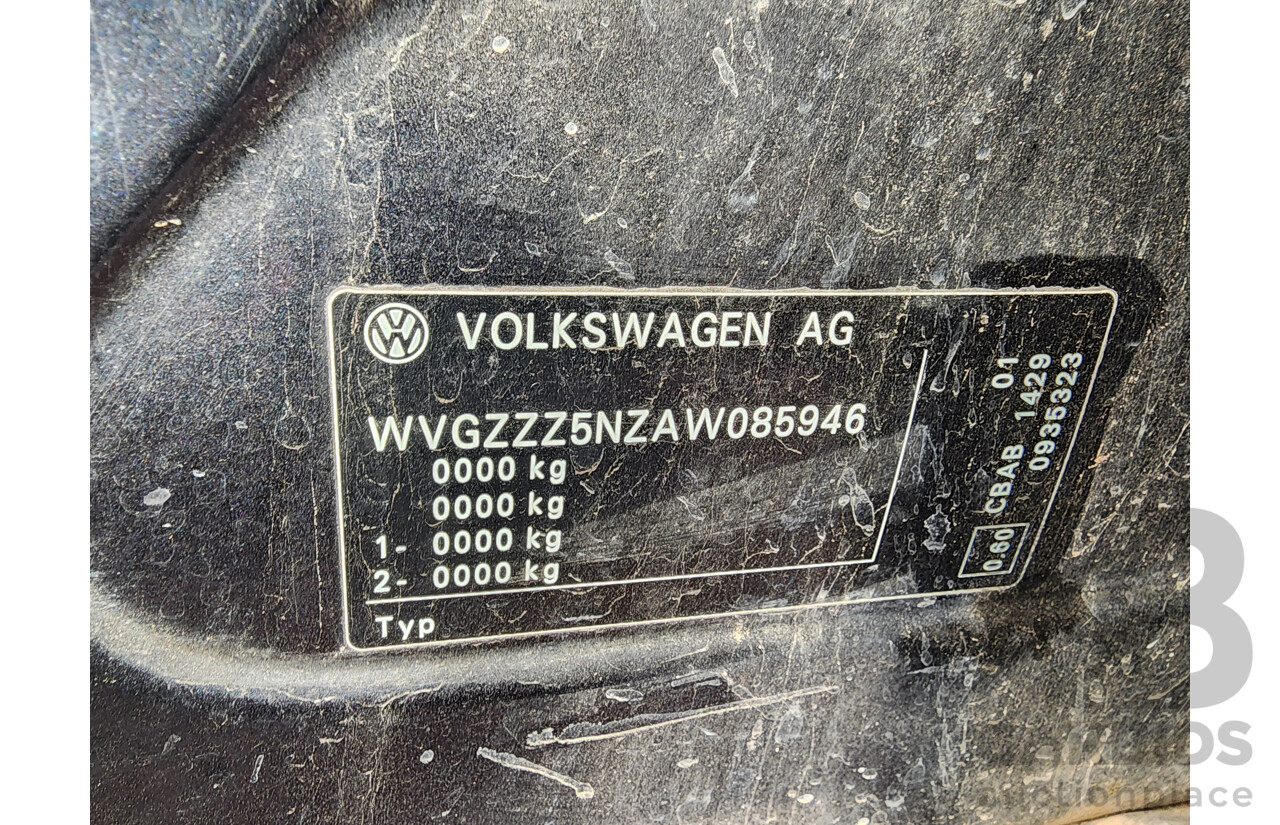 VOLKSWAGEN AG
WVGZZZ5NZAW085946
0000 kg
0000 kg
1- 0000 kg
2- 0000 kg
Typ
0.60 CBAB 1429 01
0935323